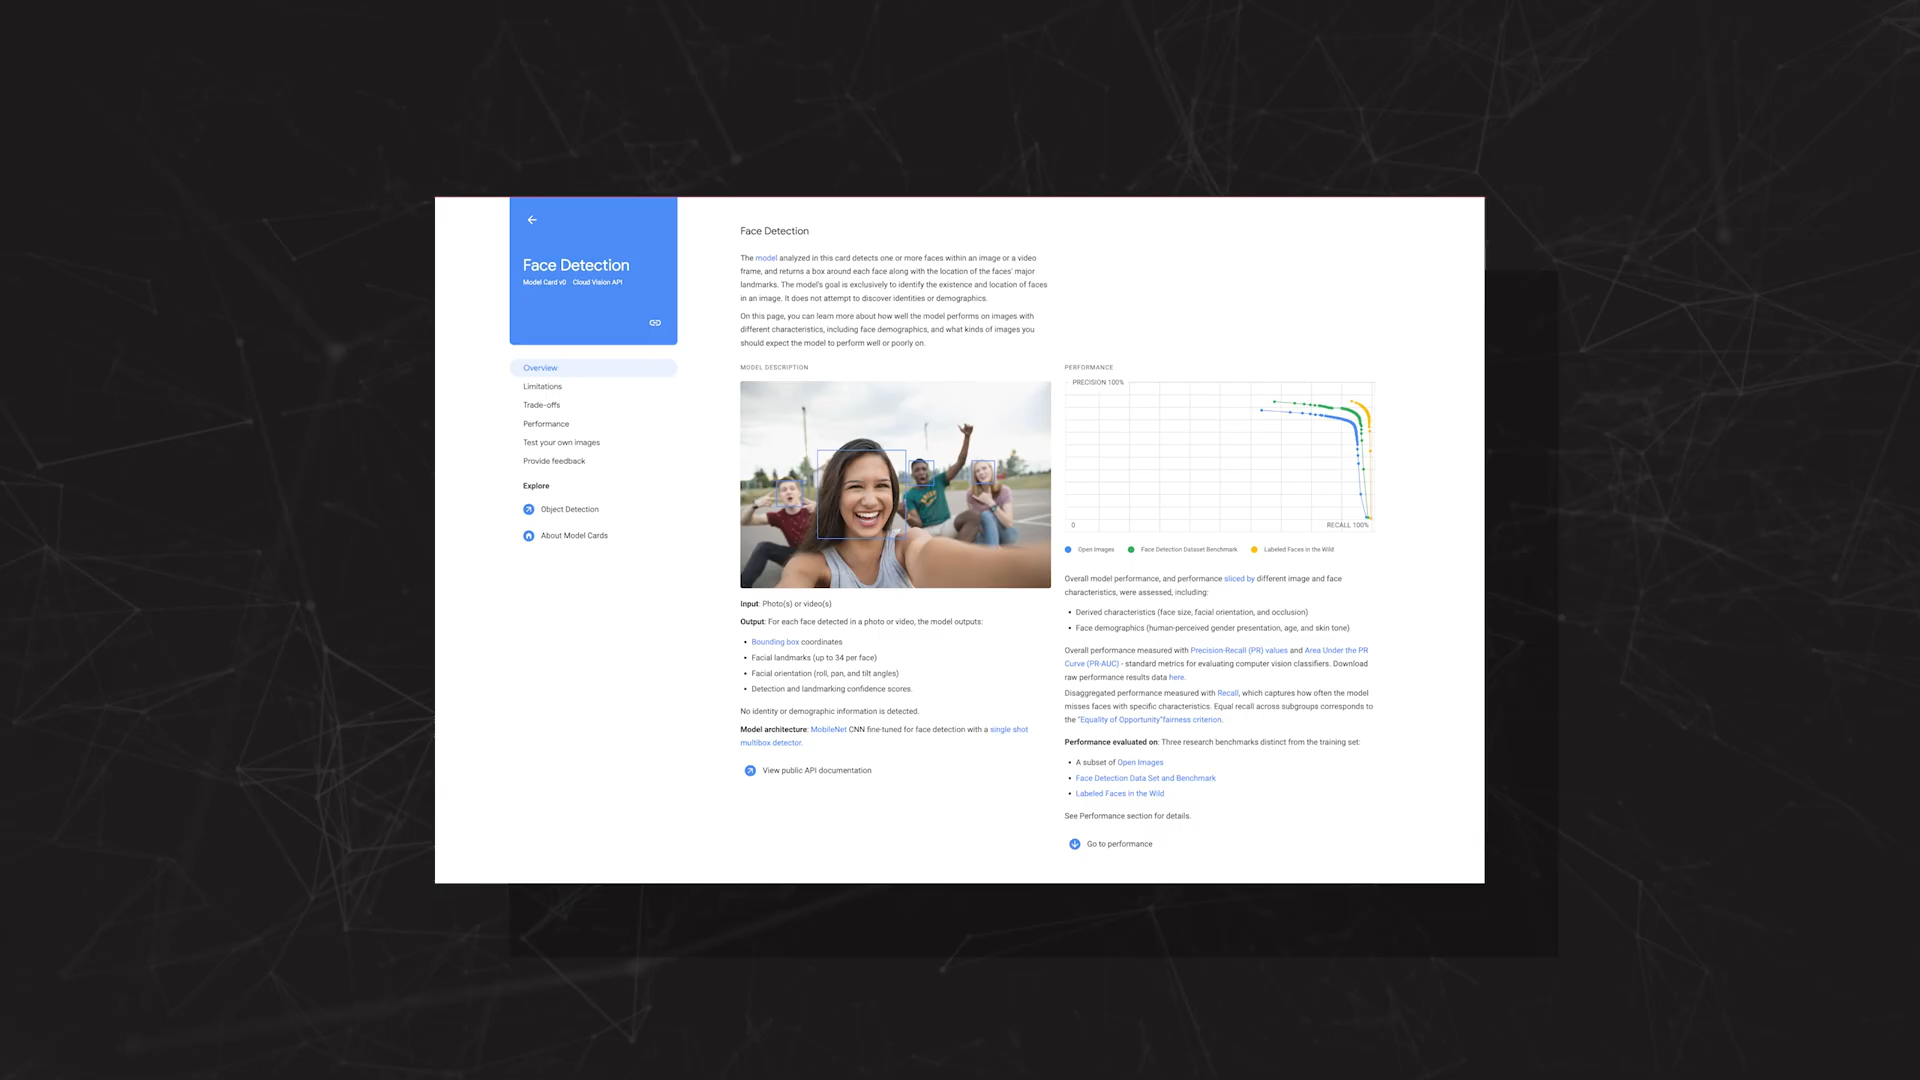 Face Detection
Model Card v0 Cloud Vision API
Overview
Limitations
Trade-offs
Performance
Test your own images
Provide feedback
Explore
Object Detection
About Model Cards
Face Detection
The model analyzed in this card detects one or more faces within an image or a video
frame, and returns a box around each face along with the location of the faces' major
landmarks. The model's goal is exclusively to identify the existence and location of faces
in an image. It does not attempt to discover identities or demographics.
On this page, you can learn more about how well the model performs on images with
different characteristics, including face demographics, and what kinds of images you
should expect the model to perform well or poorly on.
MODEL DESCRIPTION
Input: Photo(s) or video(s)
Output: For each face detected in a photo or video, the model outputs:
• Bounding box coordinates
• Facial landmarks (up to 34 per face)
• Facial orientation (roll, pan, and tilt angles)
• Detection and landmarking confidence scores.
No identity or demographic information is detected.
Model architecture: MobileNet CNN fine-tuned for face detection with a single shot
multibox detector.
View public API documentation
PERFORMANCE
PRECISION 100%
0 RECALL 100%
Open Images Face Detection Dataset Benchmark Labeled Faces in the Wild
Overall model performance, and performance sliced by different image and face
characteristics, were assessed, including:
• Derived characteristics (face size, facial orientation, and occlusion)
• Face demographics (human-perceived gender presentation, age, and skin tone)
Overall performance measured with Precision-Recall (PR) values and Area Under the PR
Curve (PR-AUC) - standard metrics for evaluating computer vision classifiers. Download
raw performance results data here.
Disaggregated performance measured with Recall, which captures how often the model
misses faces with specific characteristics. Equal recall across subgroups corresponds to
the "Equality of Opportunity"fairness criterion.
Performance evaluated on: Three research benchmarks distinct from the training set:
• A subset of Open Images
• Face Detection Data Set and Benchmark
• Labeled Faces in the Wild
See Performance section for details.
Go to performance